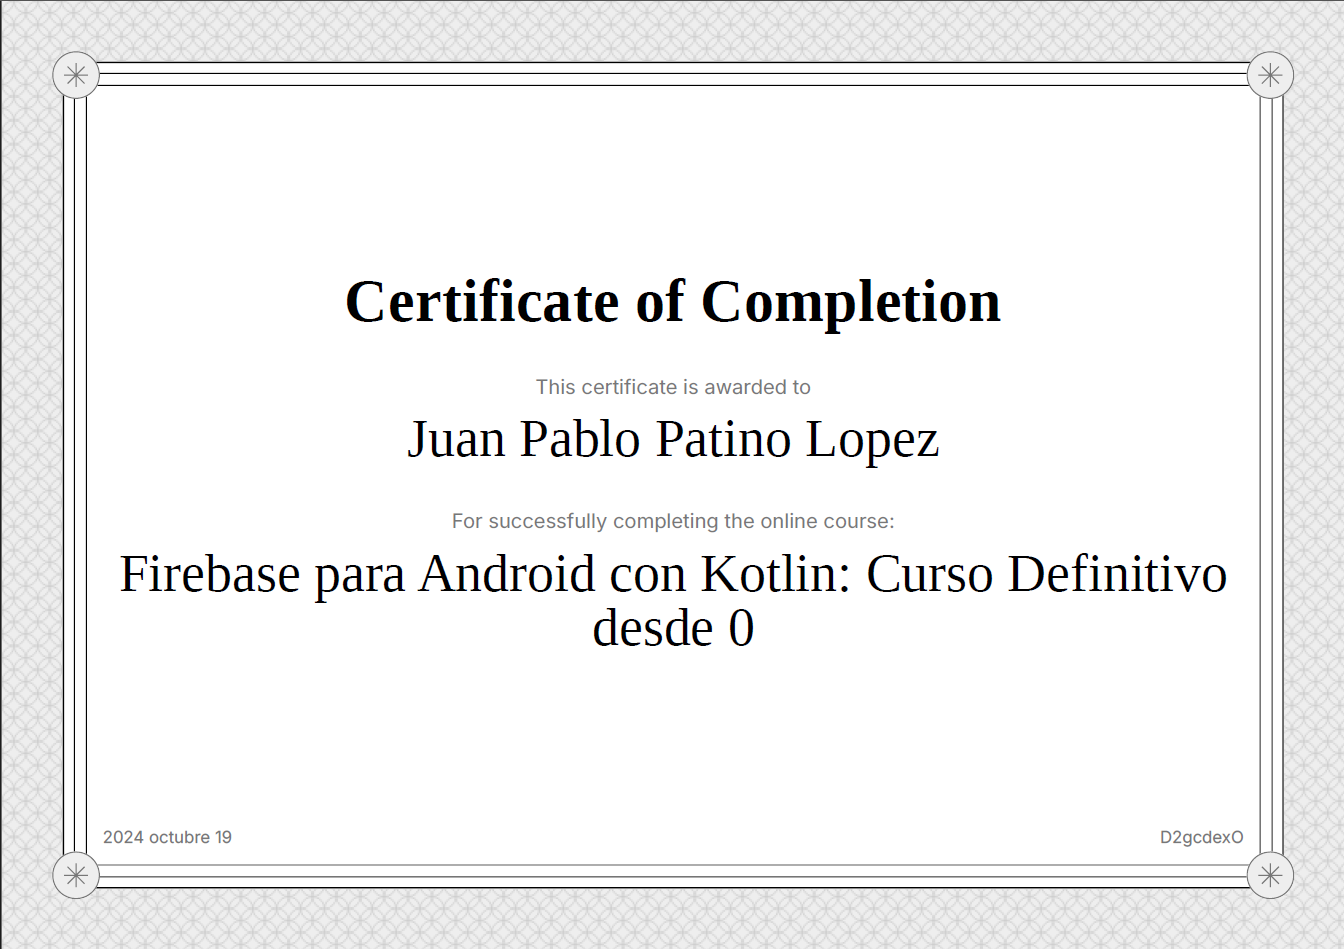 Certificate of Completion
This certificate is awarded to
Juan Pablo Patino Lopez
For successfully completing the online course:
Firebase para Android con Kotlin: Curso Definitivo
desde 0
2024 octubre 19
D2gcdexO